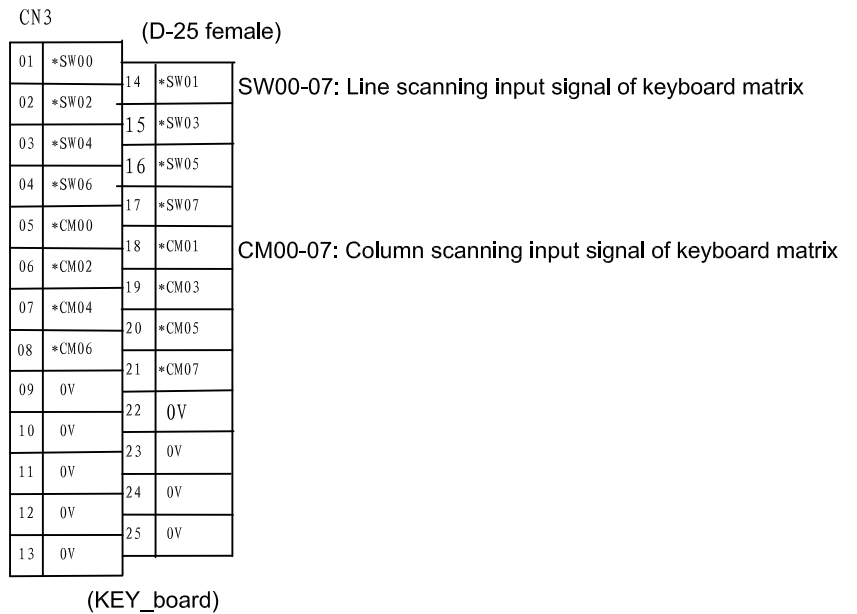 CN3
(D-25 female)
01 *SW00
14 *SW01
SW00-07: Line scanning input signal of keyboard matrix
02 *SW02
15 *SW03
03 *SW04
16 *SW05
04 *SW06
17 *SW07
05 *CM00
18 *CM01
CM00-07: Column scanning input signal of keyboard matrix
06 *CM02
19 *CM03
07 *CM04
20 *CM05
08 *CM06
21 *CM07
09 0V
22 0V
10 0V
23 0V
11 0V
24 0V
12 0V
25 0V
13 0V
(KEY_board)